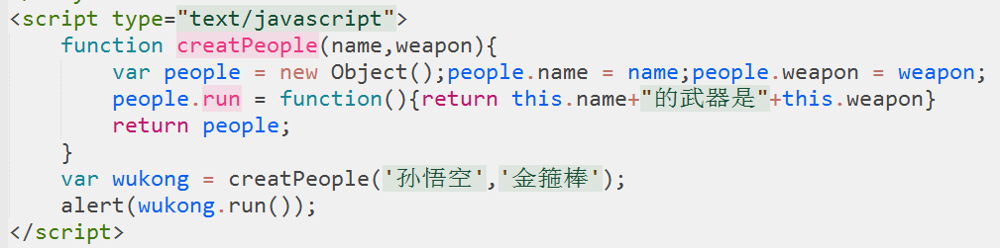 <script type="text/javascript">
    function creatPeople(name,weapon){
        var people = new Object();people.name = name;people.weapon = weapon;
        people.run = function(){return this.name+"的武器是"+this.weapon}
        return people;
    }
    var wukong = creatPeople('孙悟空','金箍棒');
    alert(wukong.run());
</script>